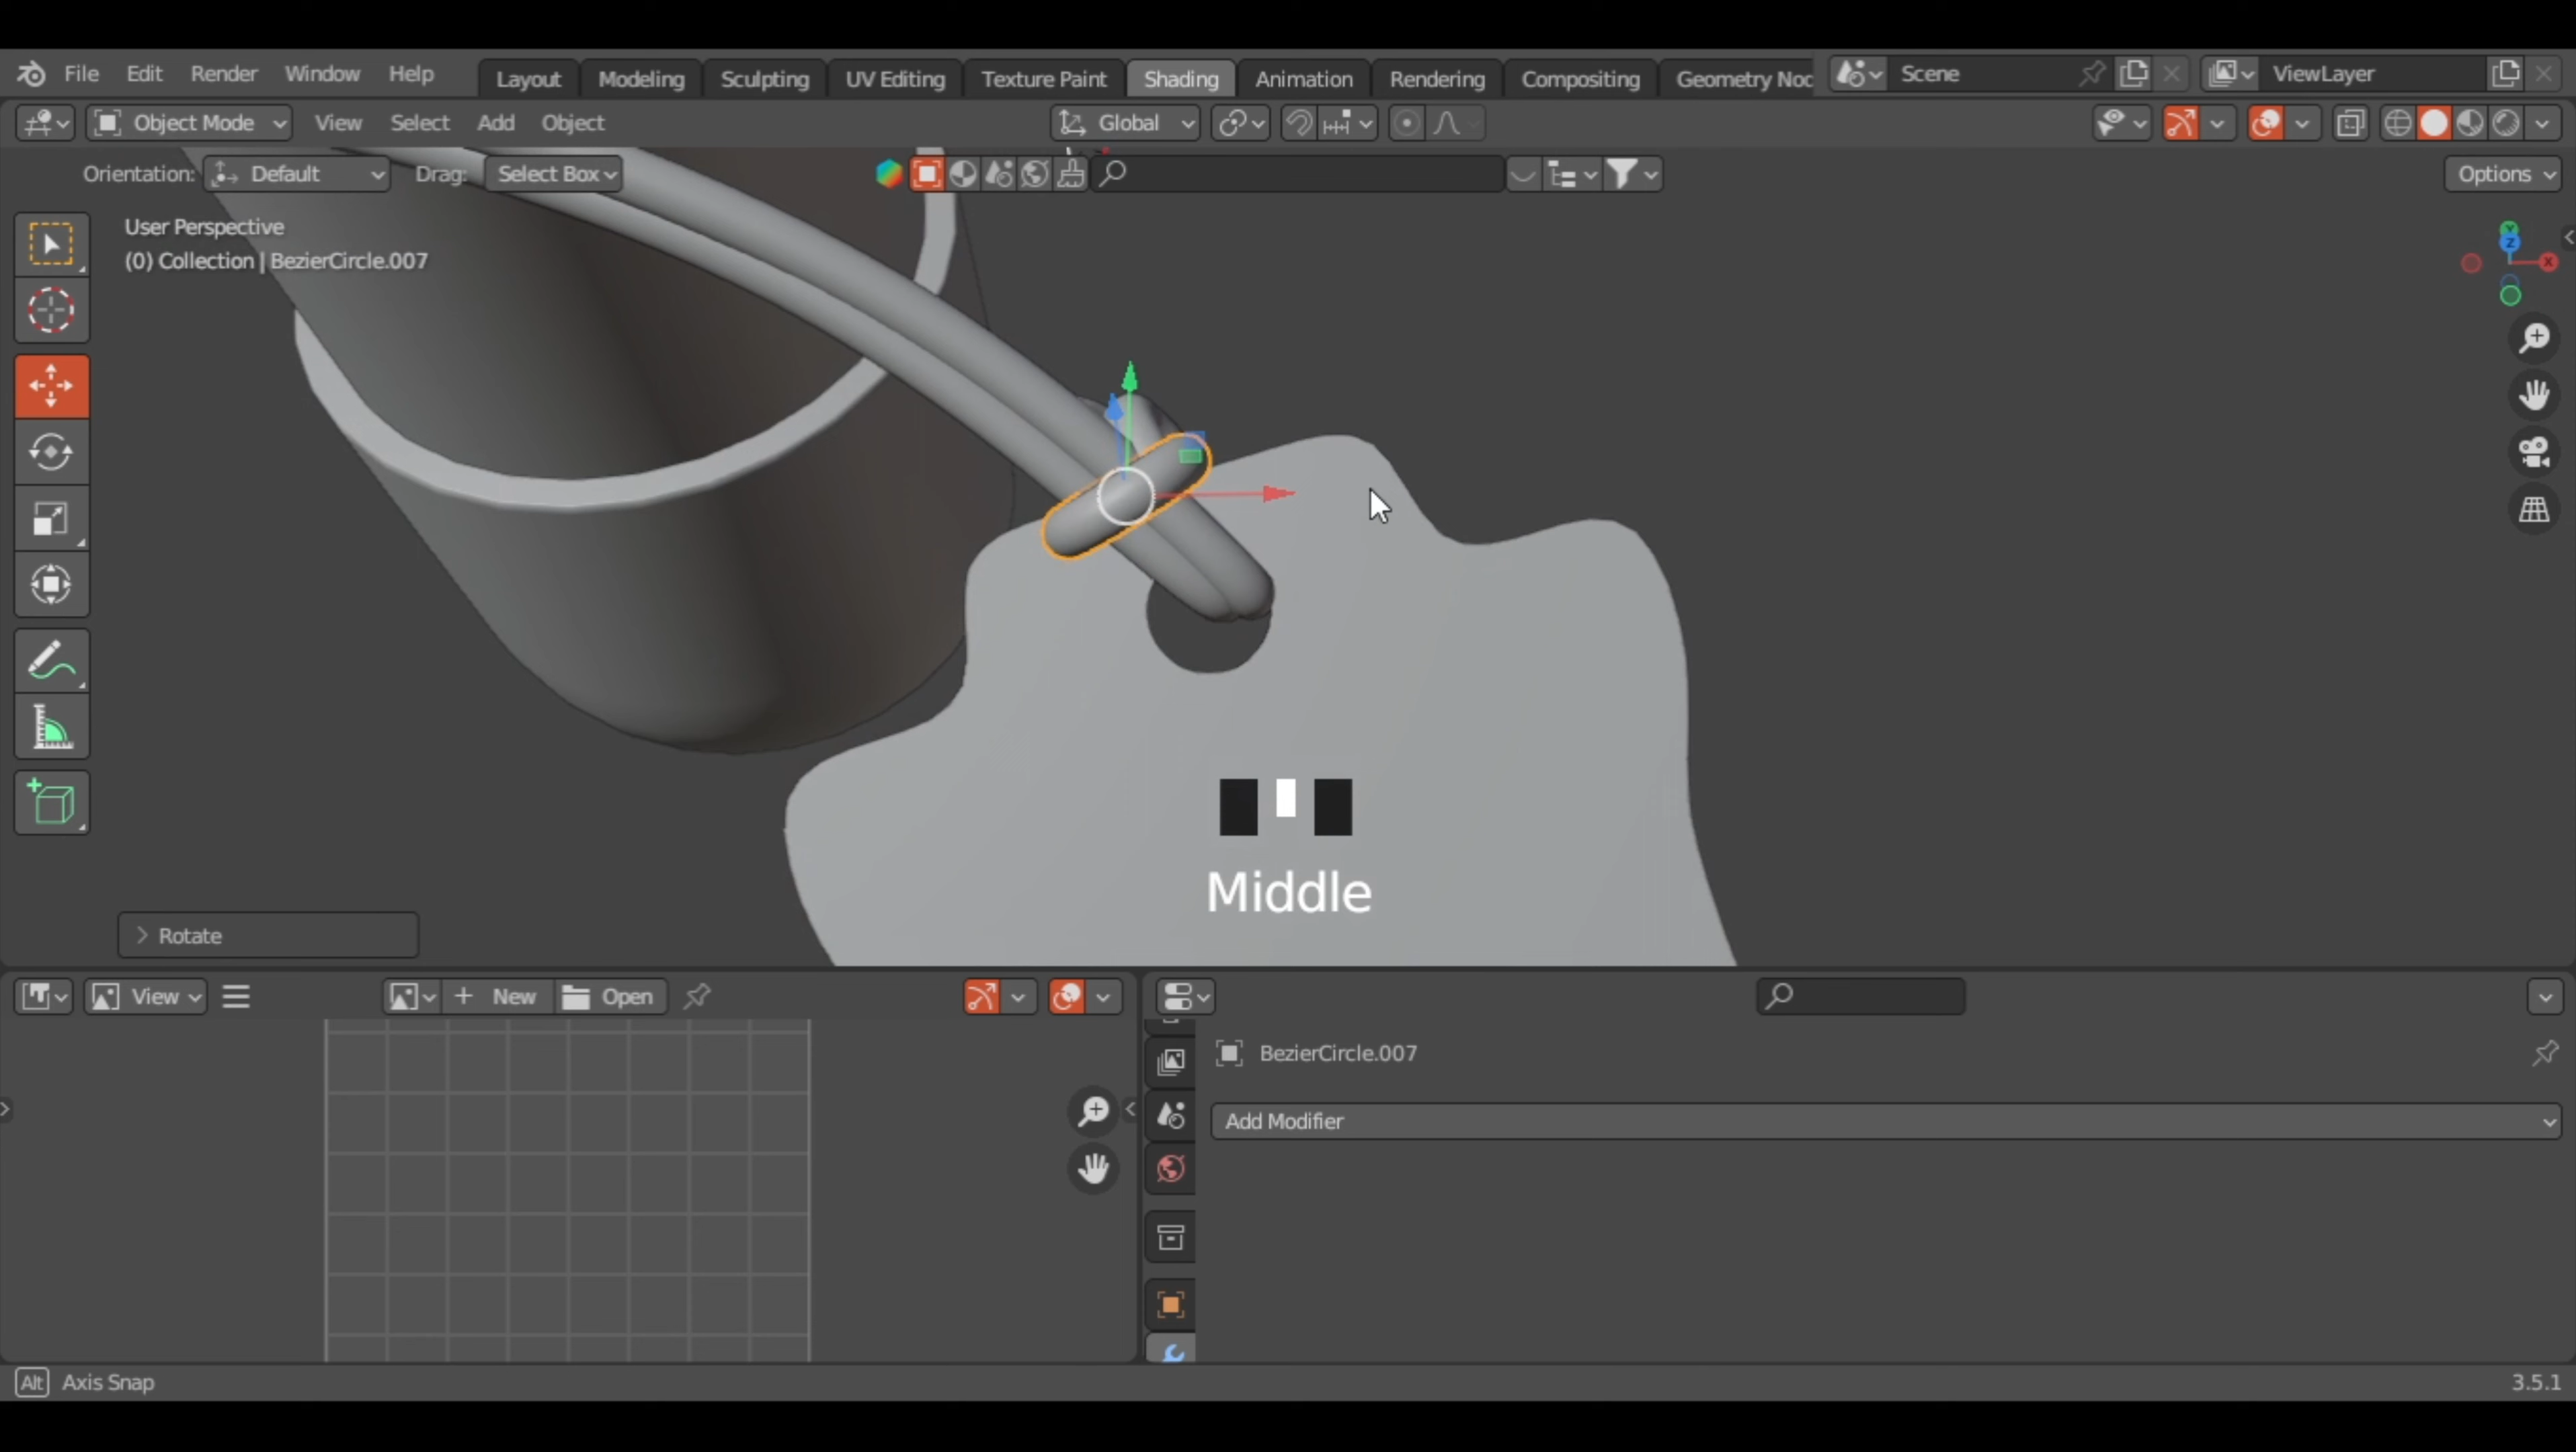 File Edit Render Window Help Layout Modeling Sculpting UV Editing Texture Paint Shading Animation Rendering Compositing Geometry Noc Scene ViewLayer
Object Mode View Select Add Object Global
Orientation: Default Drag: Select Box Options
User Perspective
(0) Collection | BezierCircle.007
Middle
Rotate
View New Open
BezierCircle.007
Add Modifier
Alt Axis Snap 3.5.1